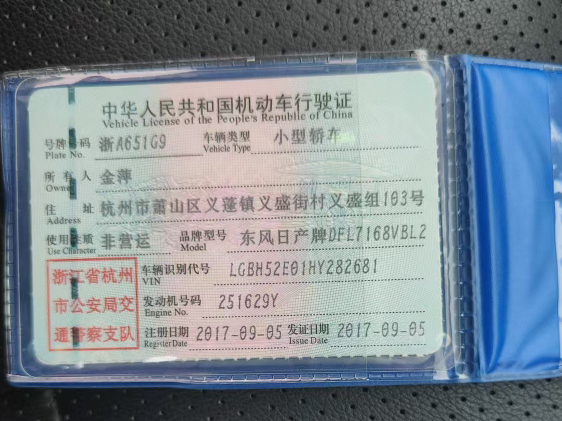 中华人民共和国机动车行驶证
Vehicle License of the People's Republic of China
号牌号码 浙A651G9 车辆类型 小型轿车
Plate No. Vehicle Type
所有人 金萍
Owner
住址 杭州市萧山区义蓬镇义盛街村义盛组103号
Address
使用性质 非营运 品牌型号 东风日产牌DFL7168VBL2
Use Character Model
浙江省杭州
市公安局交
通警察支队
车辆识别代号 LGBH52E01HY282681
VIN
发动机号码 251629Y
Engine No.
注册日期 2017-09-05 发证日期 2017-09-05
Register Date Issue Date